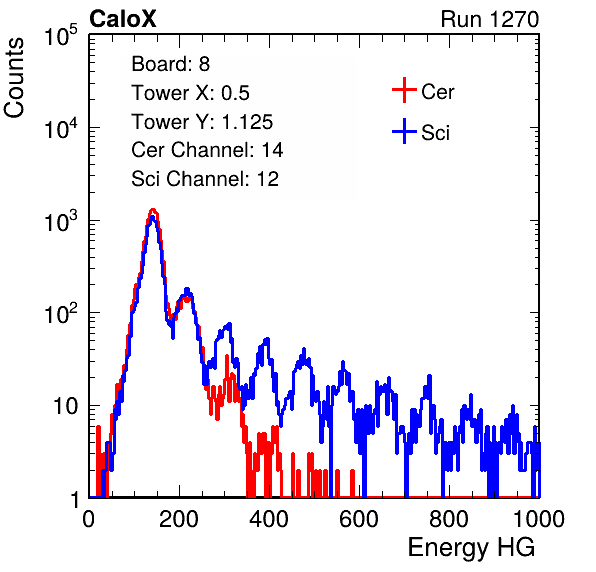 CaloX Run 1270
Counts
10^5
10^4
10^3
10^2
10
1
Board: 8
Tower X: 0.5
Tower Y: 1.125
Cer Channel: 14
Sci Channel: 12
Cer
Sci
0 200 400 600 800 1000
Energy HG